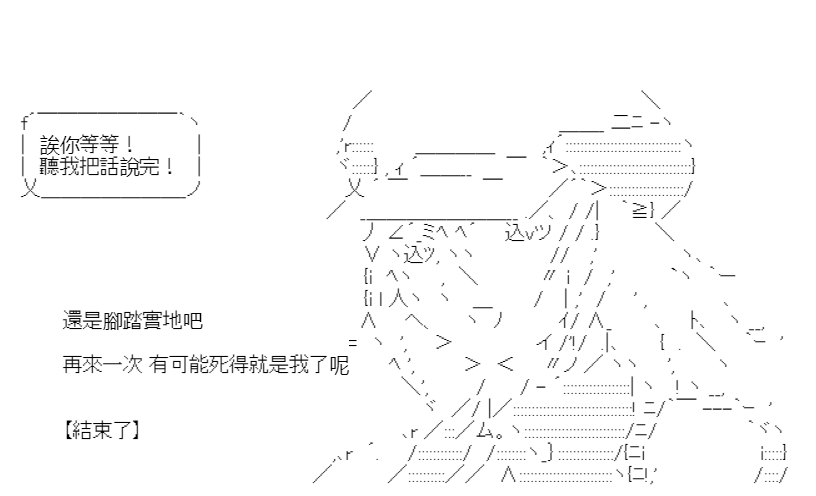 誒你等等！
聽我把話說完！
還是腳踏實地吧
再來一次 有可能死得就是我了呢
【結束了】